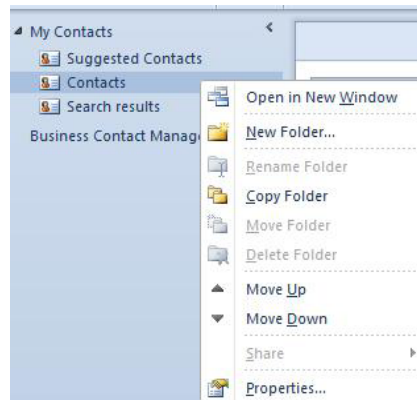 My Contacts
Suggested Contacts
Contacts
Search results
Business Contact Manag
Open in New Window
New Folder...
Rename Folder
Copy Folder
Move Folder
Delete Folder
Move Up
Move Down
Share
Properties...